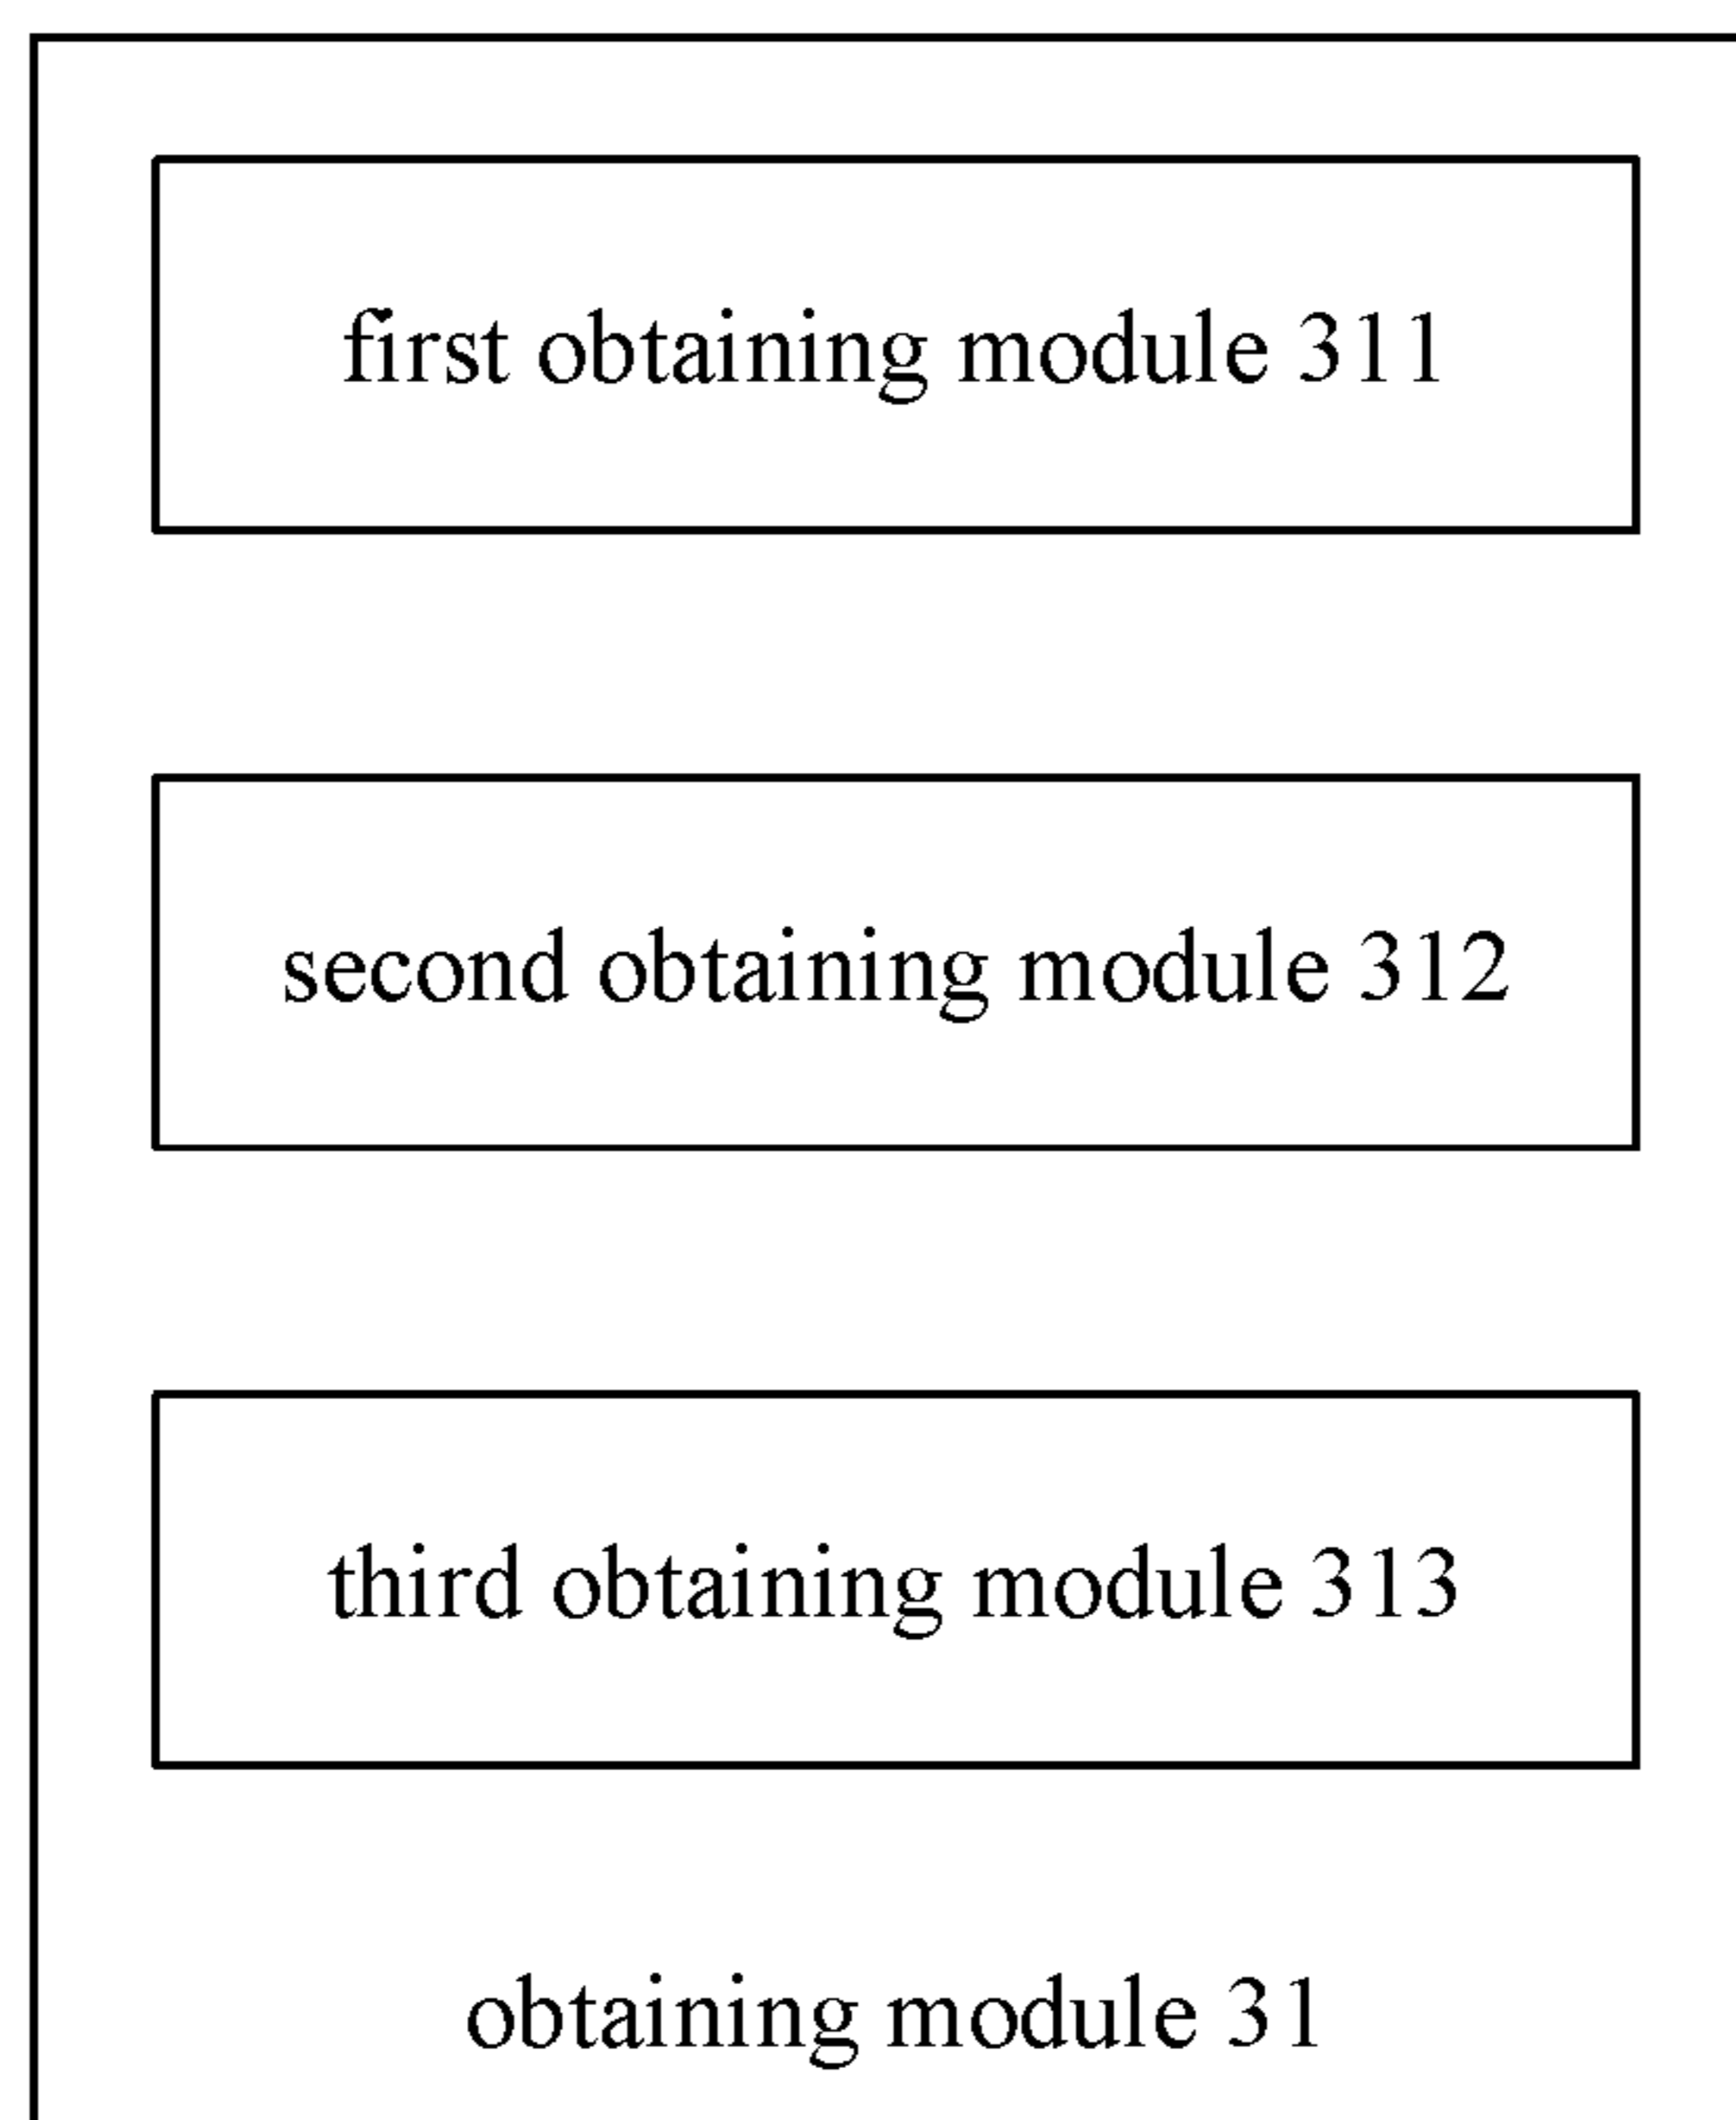 first obtaining module 311
second obtaining module 312
third obtaining module 313
obtaining module 31